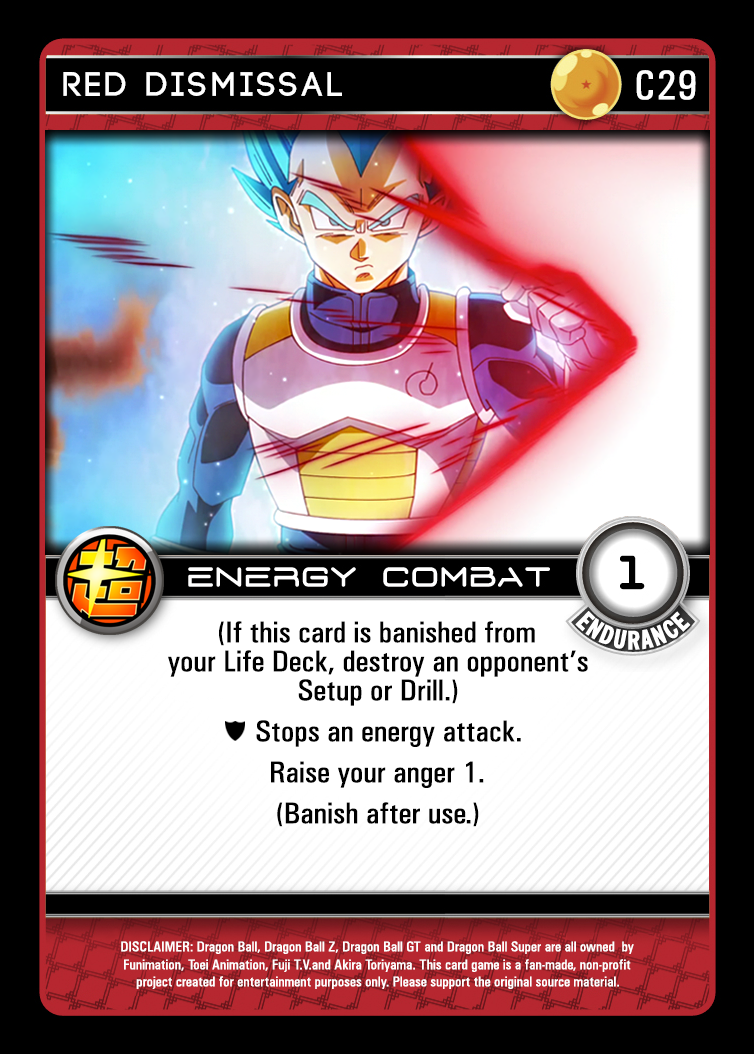 RED DISMISSAL
C29
ENERGY COMBAT
1
ENDURANCE
(If this card is banished from
your Life Deck, destroy an opponent's
Setup or Drill.)
Stops an energy attack.
Raise your anger 1.
(Banish after use.)
DISCLAIMER: Dragon Ball, Dragon Ball Z, Dragon Ball GT and Dragon Ball Super are all owned by
Funimation, Toei Animation, Fuji T.V.and Akira Toriyama. This card game is a fan-made, non-profit
project created for entertainment purposes only. Please support the original source material.